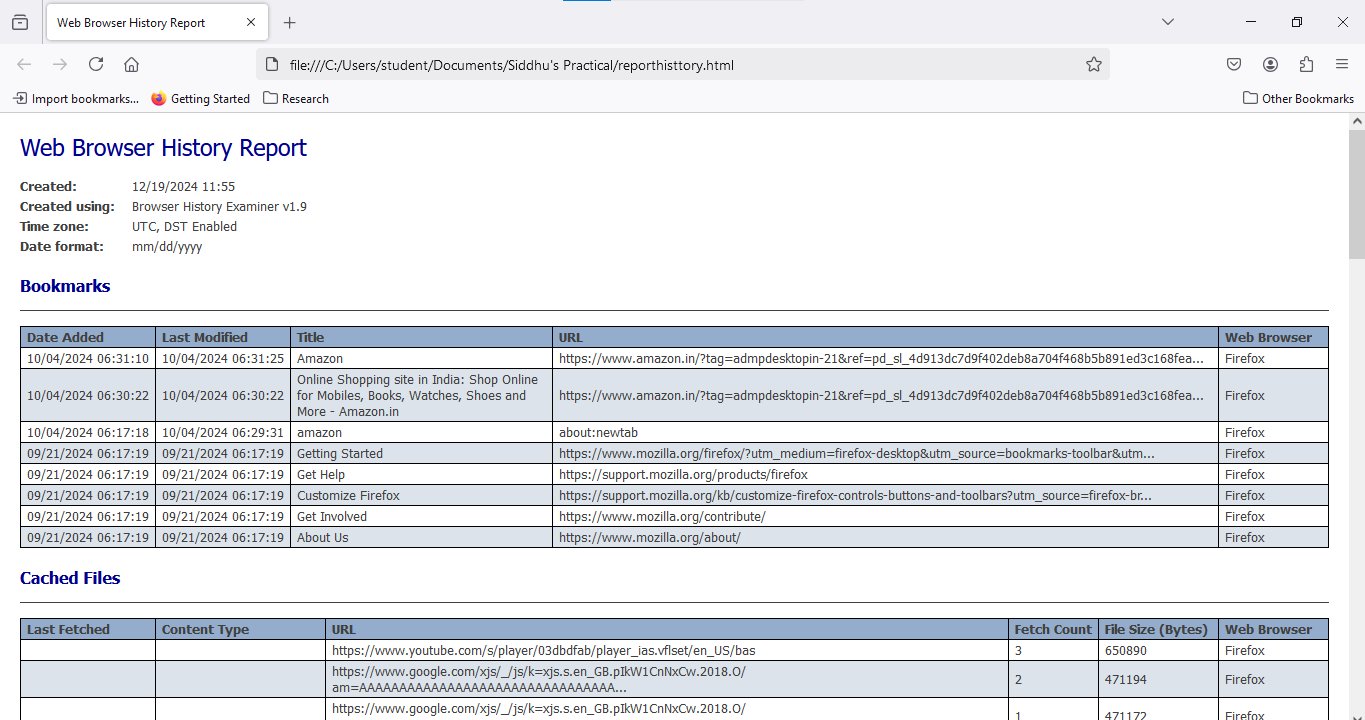 Web Browser History Report
file:///C:/Users/student/Documents/Siddhu's Practical/reporthisttory.html
Import bookmarks... Getting Started Research Other Bookmarks
Web Browser History Report
Created: 12/19/2024 11:55
Created using: Browser History Examiner v1.9
Time zone: UTC, DST Enabled
Date format: mm/dd/yyyy
Bookmarks
Date Added Last Modified Title URL Web Browser
10/04/2024 06:31:10 10/04/2024 06:31:25 Amazon https://www.amazon.in/?tag=admpdesktopin-21&ref=pd_sl_4d913dc7d9f402deb8a704f468b5b891ed3c168fea... Firefox
Online Shopping site in India: Shop Online
10/04/2024 06:30:22 10/04/2024 06:30:22 for Mobiles, Books, Watches, Shoes and https://www.amazon.in/?tag=admpdesktopin-21&ref=pd_sl_4d913dc7d9f402deb8a704f468b5b891ed3c168fea... Firefox
More - Amazon.in
10/04/2024 06:17:18 10/04/2024 06:29:31 amazon about:newtab Firefox
09/21/2024 06:17:19 09/21/2024 06:17:19 Getting Started https://www.mozilla.org/firefox/?utm_medium=firefox-desktop&utm_source=bookmarks-toolbar&utm... Firefox
09/21/2024 06:17:19 09/21/2024 06:17:19 Get Help https://support.mozilla.org/products/firefox Firefox
09/21/2024 06:17:19 09/21/2024 06:17:19 Customize Firefox https://support.mozilla.org/kb/customize-firefox-controls-buttons-and-toolbars?utm_source=firefox-br... Firefox
09/21/2024 06:17:19 09/21/2024 06:17:19 Get Involved https://www.mozilla.org/contribute/ Firefox
09/21/2024 06:17:19 09/21/2024 06:17:19 About Us https://www.mozilla.org/about/ Firefox
Cached Files
Last Fetched Content Type URL Fetch Count File Size (Bytes) Web Browser
https://www.youtube.com/s/player/03dbdfab/player_ias.vflset/en_US/bas 3 650890 Firefox
https://www.google.com/xjs/_/js/k=xjs.s.en_GB.pIkW1CnNxCw.2018.O/
am=AAAAAAAAAAAAAAAAAAAAAAAAAAAAAAAAA... 2 471194 Firefox
https://www.google.com/xjs/_/js/k=xjs.s.en_GB.pIkW1CnNxCw.2018.O/
1 471172 Firefox